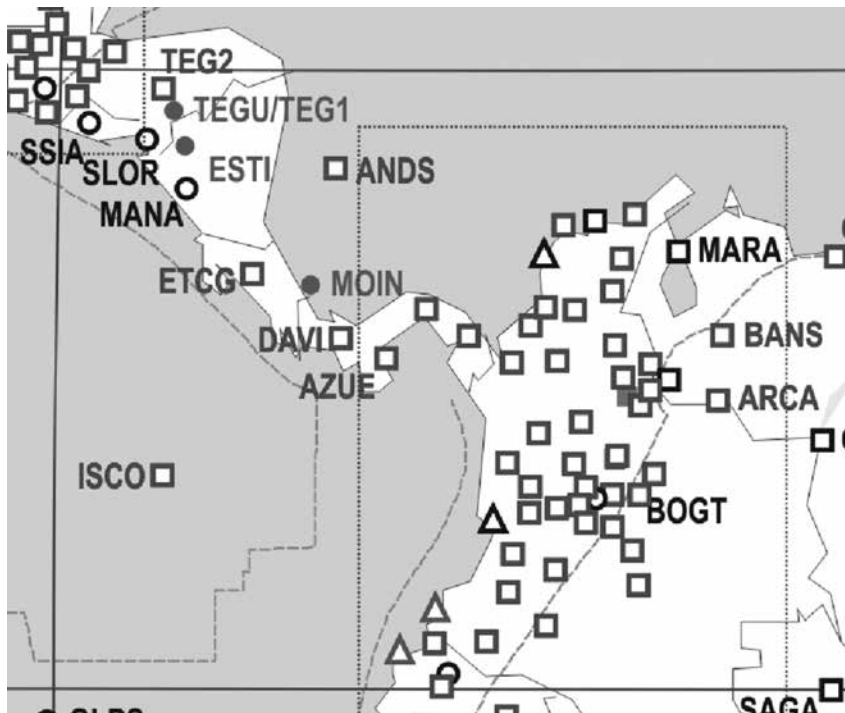 TEG2
TEGU/TEG1
SSIA
SLOR
ESTI
ANDS
MANA
MARA
ETCG
MOIN
DAVI
BANS
AZUE
ARCA
ISCO
BOGT
SAGA